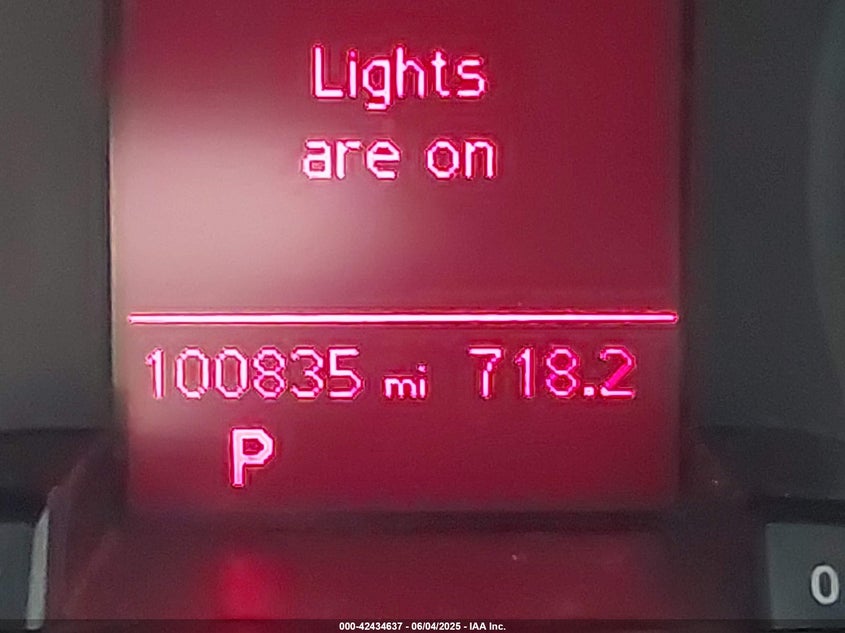 Lights
are on
100835 mi 718.2
P
0
000-42434637 - 06/04/2025 - IAA Inc.